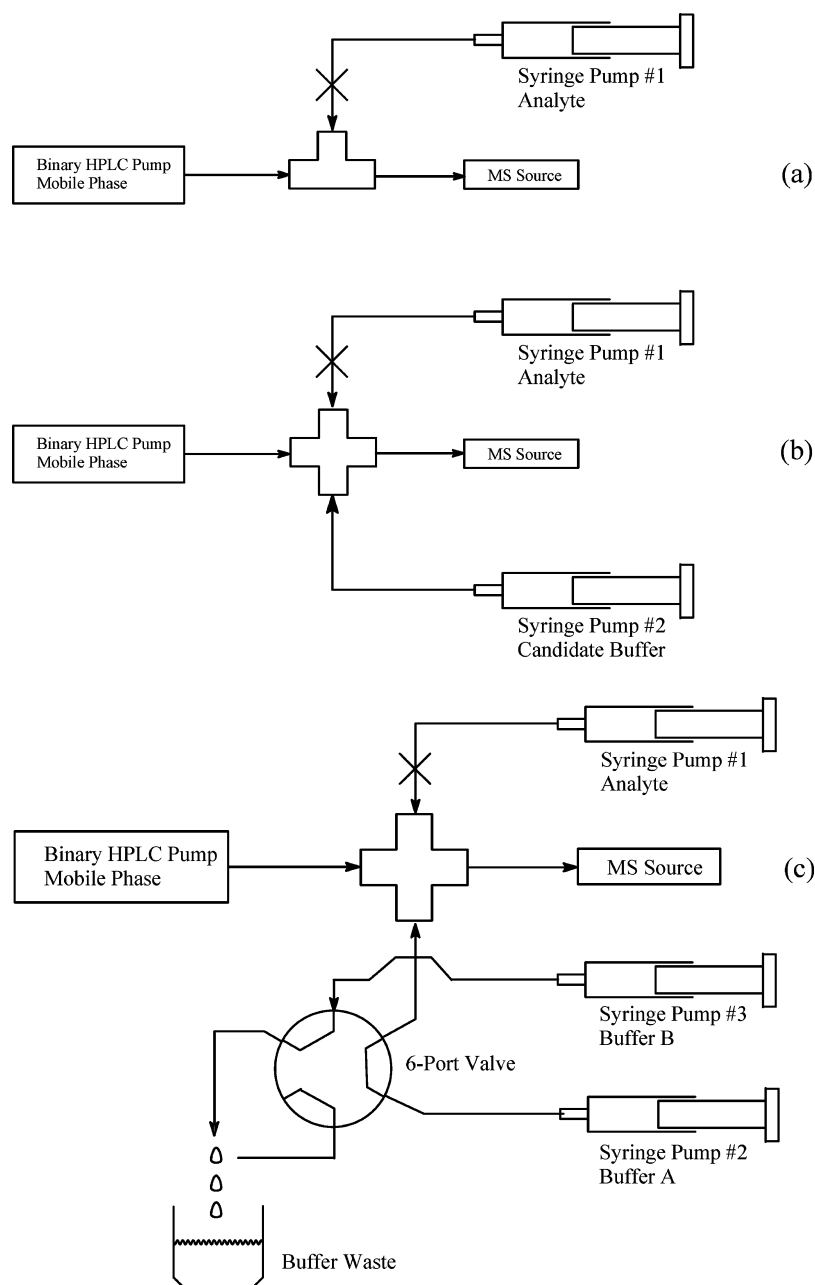 Syringe Pump #1
Analyte
Binary HPLC Pump
Mobile Phase
MS Source
(a)
Syringe Pump #1
Analyte
Binary HPLC Pump
Mobile Phase
MS Source
(b)
Syringe Pump #2
Candidate Buffer
Syringe Pump #1
Analyte
Binary HPLC Pump
Mobile Phase
MS Source
(c)
Syringe Pump #3
Buffer B
6-Port Valve
Syringe Pump #2
Buffer A
Buffer Waste